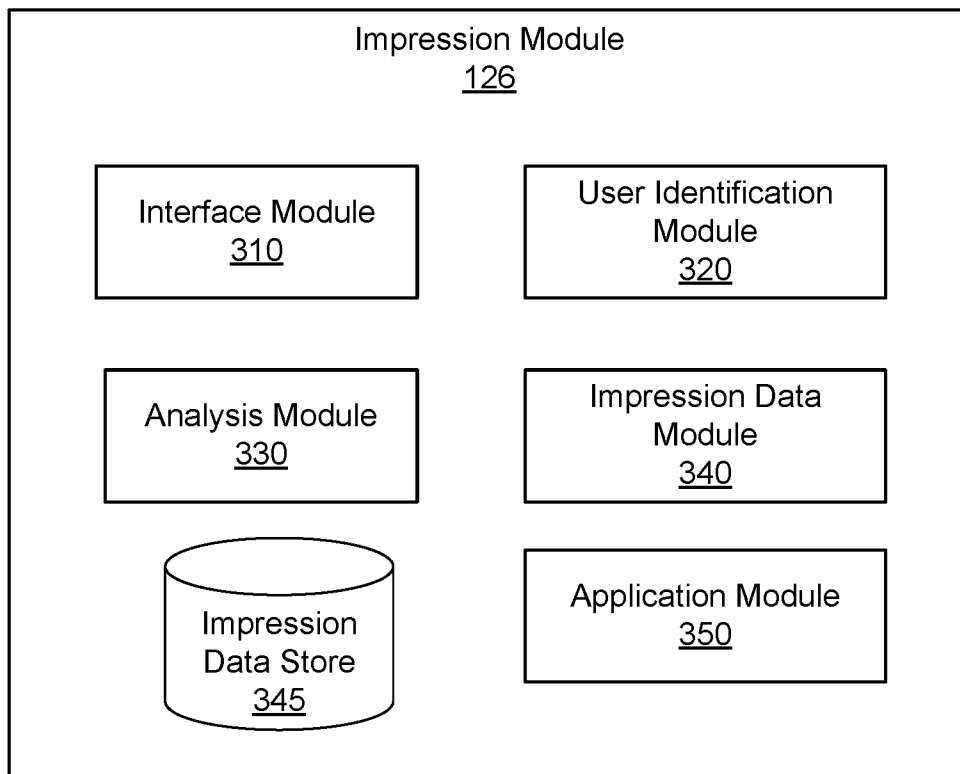 Impression Module
126
Interface Module
310
User Identification
Module
320
Analysis Module
330
Impression Data
Module
340
Impression
Data Store
345
Application Module
350